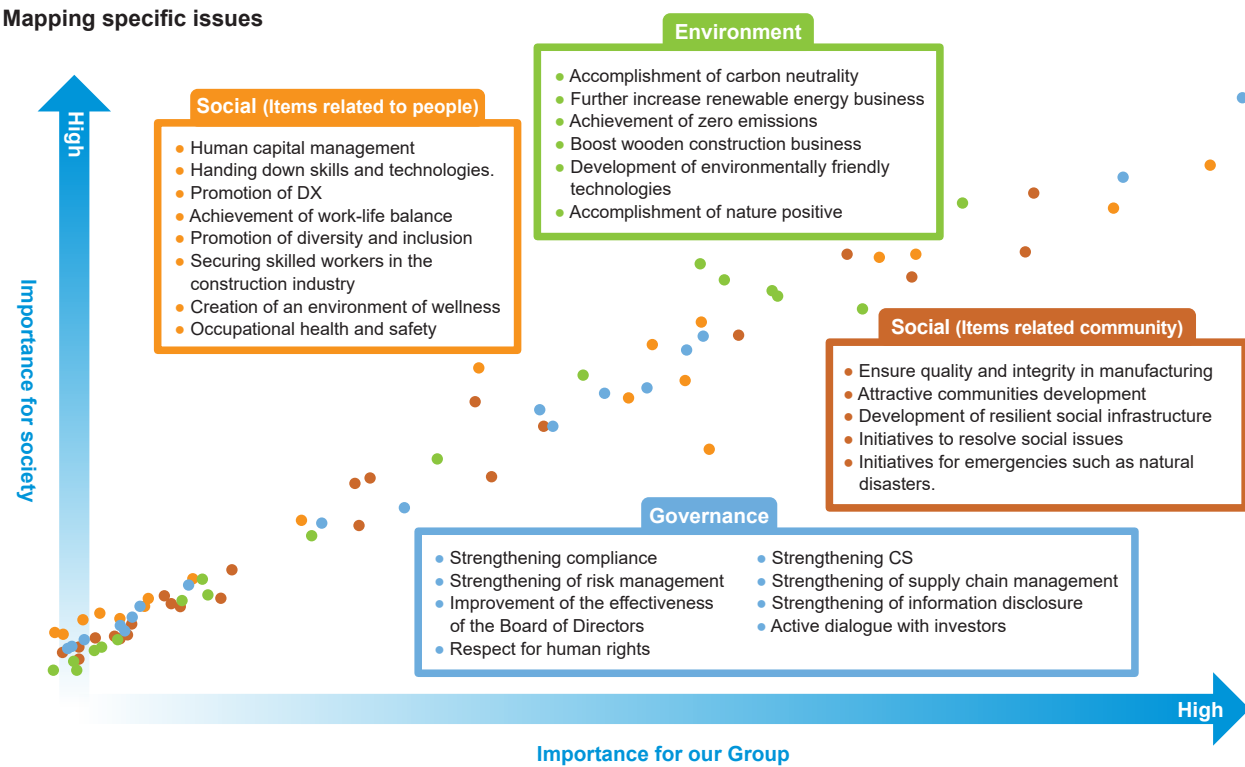 Mapping specific issues
High
Importance for society
Social (Items related to people)
● Human capital management
● Handing down skills and technologies.
● Promotion of DX
● Achievement of work-life balance
● Promotion of diversity and inclusion
● Securing skilled workers in the
construction industry
● Creation of an environment of wellness
● Occupational health and safety
Environment
● Accomplishment of carbon neutrality
● Further increase renewable energy business
● Achievement of zero emissions
● Boost wooden construction business
● Development of environmentally friendly
technologies
● Accomplishment of nature positive
Social (Items related community)
● Ensure quality and integrity in manufacturing
● Attractive communities development
● Development of resilient social infrastructure
● Initiatives to resolve social issues
● Initiatives for emergencies such as natural
disasters.
Governance
● Strengthening compliance
● Strengthening of risk management
● Improvement of the effectiveness
of the Board of Directors
● Respect for human rights
● Strengthening CS
● Strengthening of supply chain management
● Strengthening of information disclosure
● Active dialogue with investors
High
Importance for our Group